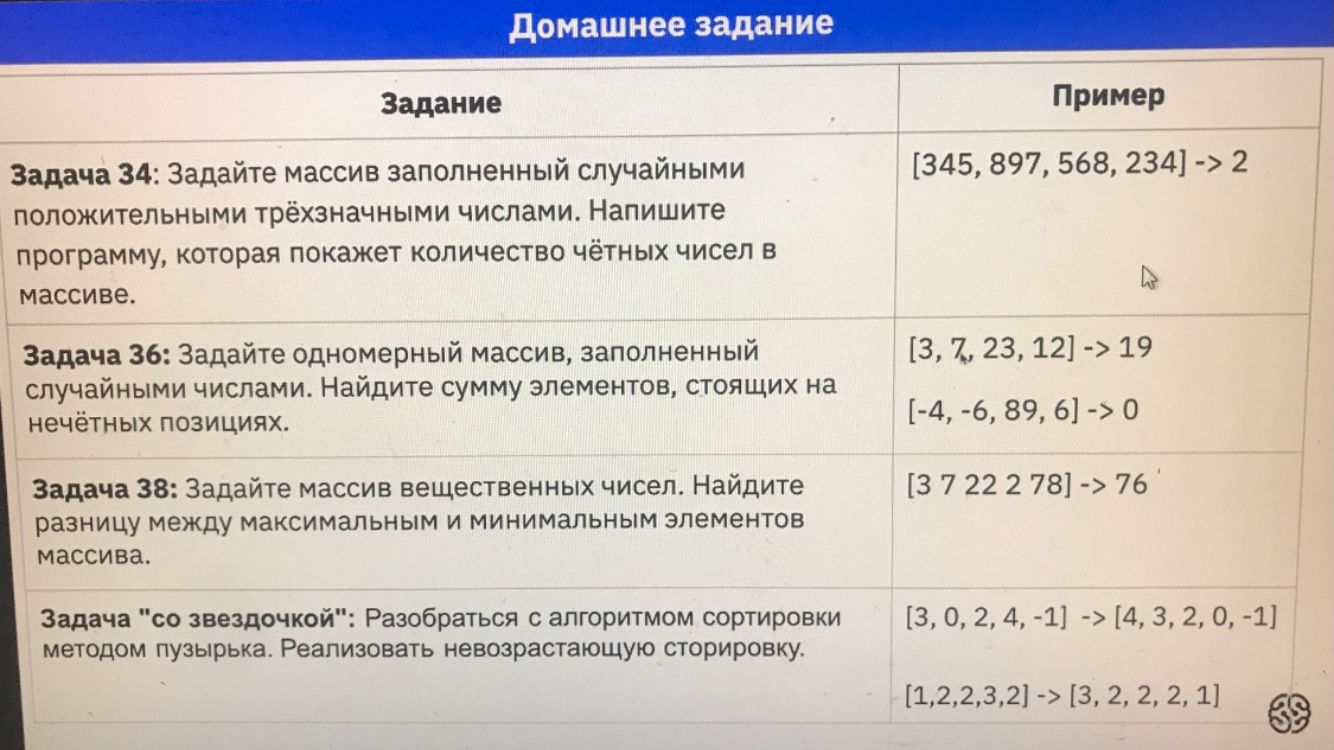 Домашнее задание
Задание
Пример
Задача 34: Задайте массив заполненный случайными
положительными трёхзначными числами. Напишите
программу, которая покажет количество чётных чисел в
массиве.
[345, 897, 568, 234] -> 2
Задача 36: Задайте одномерный массив, заполненный
случайными числами. Найдите сумму элементов, стоящих на
нечётных позициях.
[3, 7, 23, 12] -> 19
[-4, -6, 89, 6] -> 0
Задача 38: Задайте массив вещественных чисел. Найдите
разницу между максимальным и минимальным элементов
массива.
[3 7 22 2 78] -> 76
Задача "со звездочкой": Разобраться с алгоритмом сортировки
методом пузырька. Реализовать невозрастающую сторировку.
[3, 0, 2, 4, -1] -> [4, 3, 2, 0, -1]
[1,2,2,3,2] -> [3, 2, 2, 2, 1]